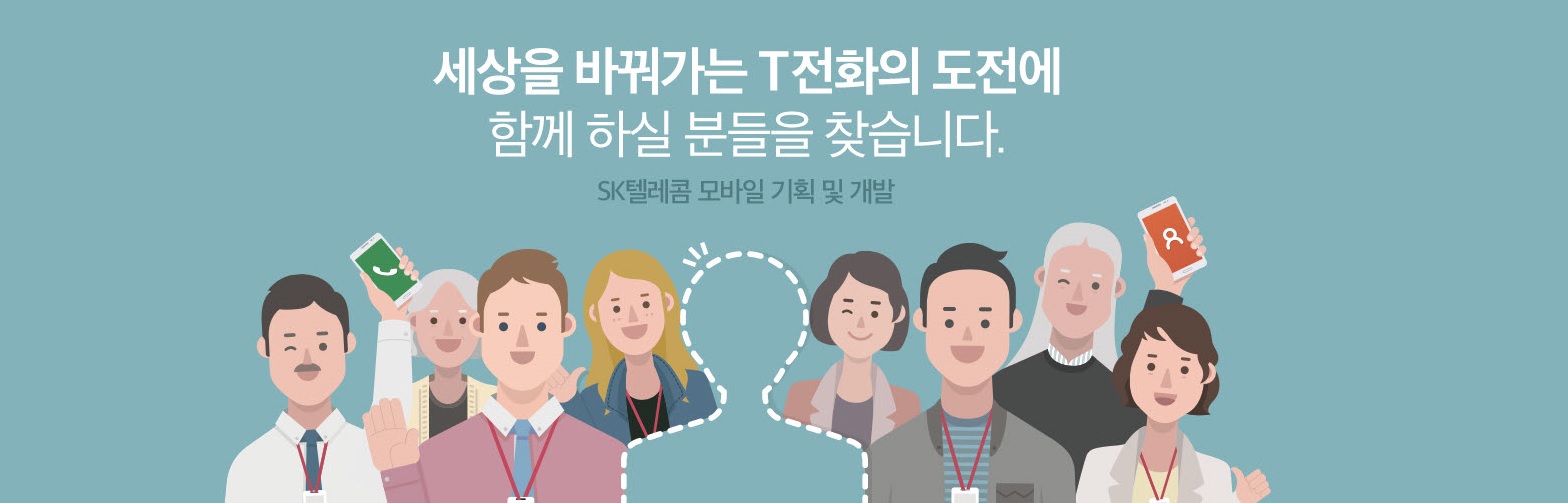 세상을 바꿔가는 T전화의 도전에
함께 하실 분들을 찾습니다.
SK텔레콤 모바일 기획 및 개발